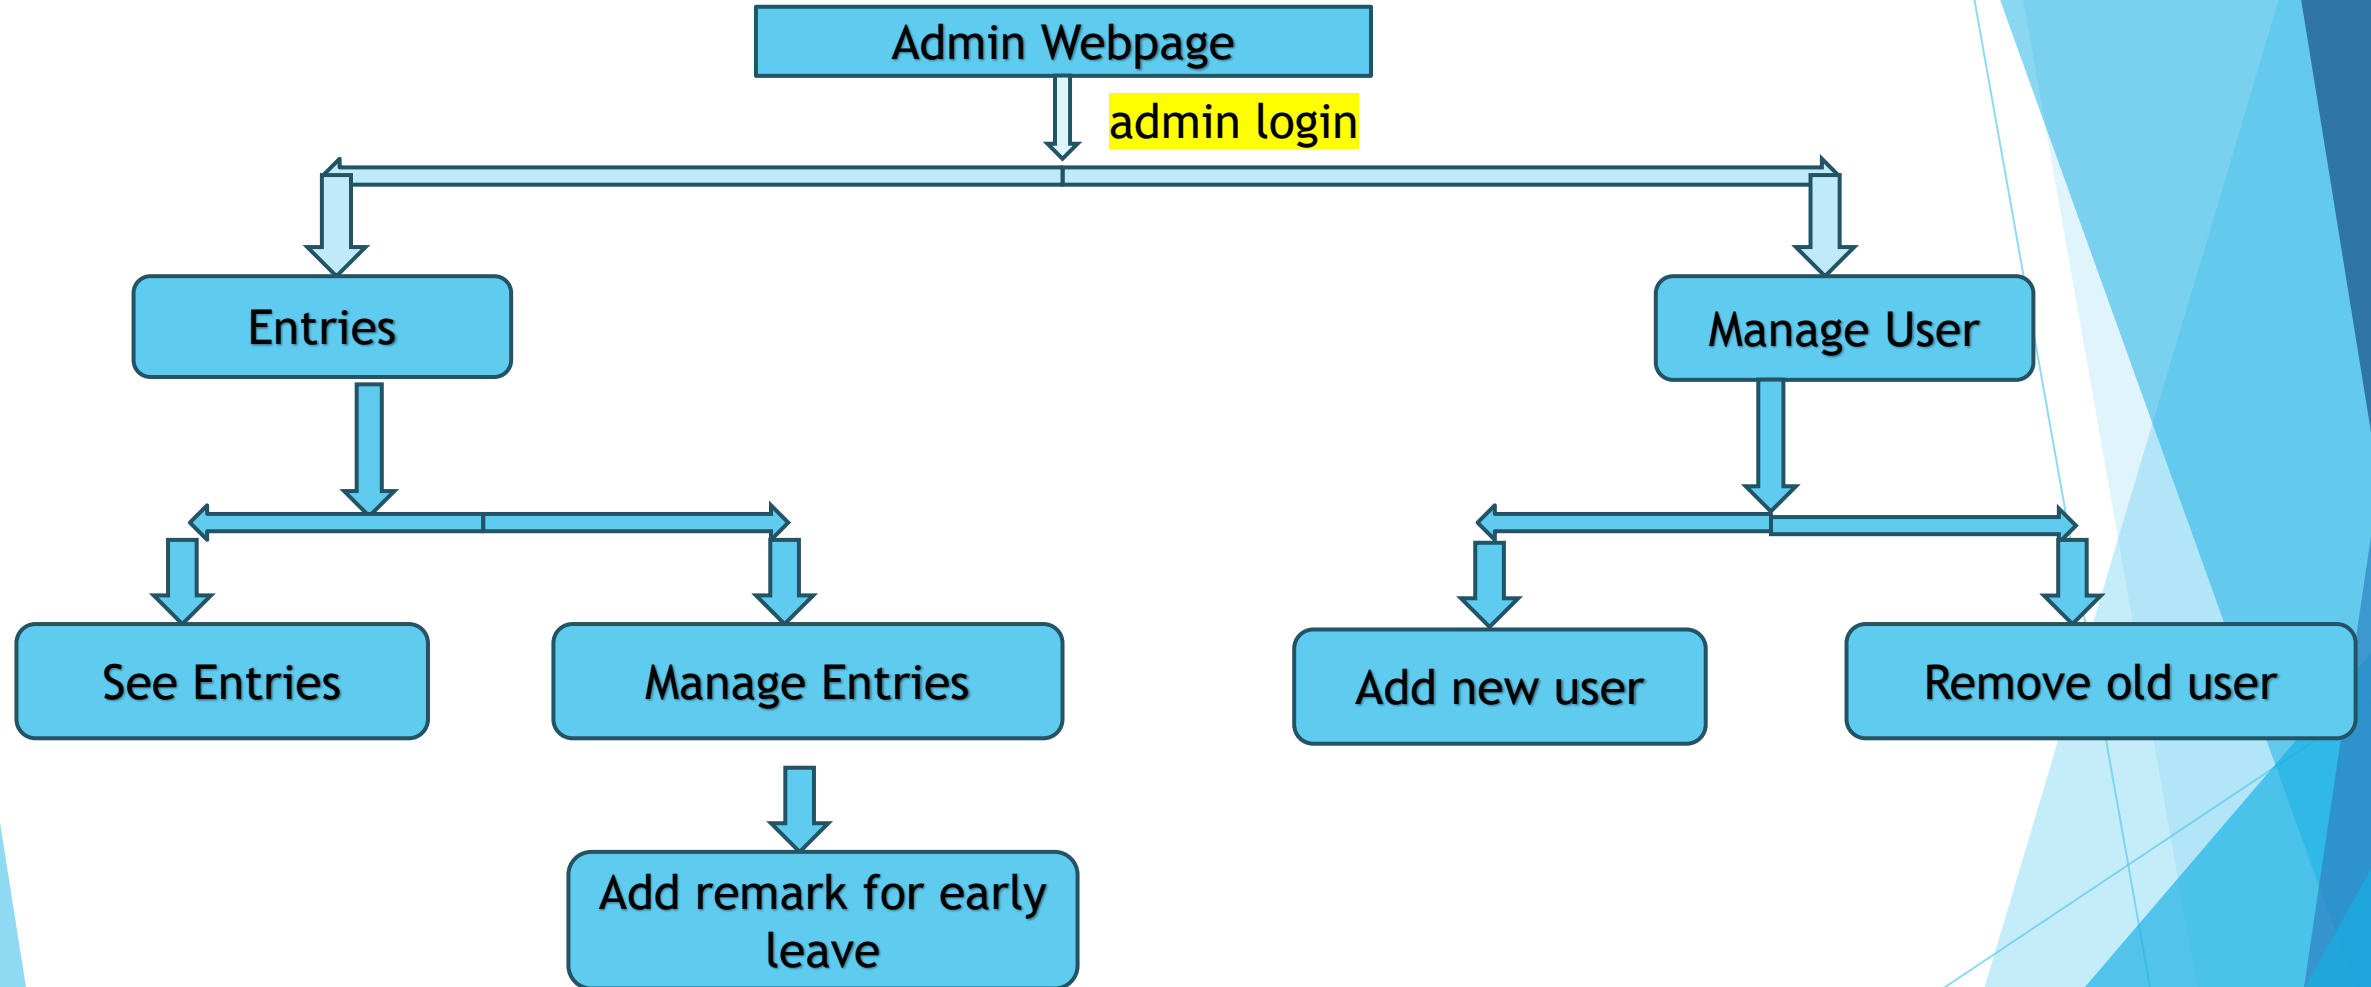 Admin Webpage
admin login
Entries
Manage User
See Entries
Manage Entries
Add new user
Remove old user
Add remark for early
leave